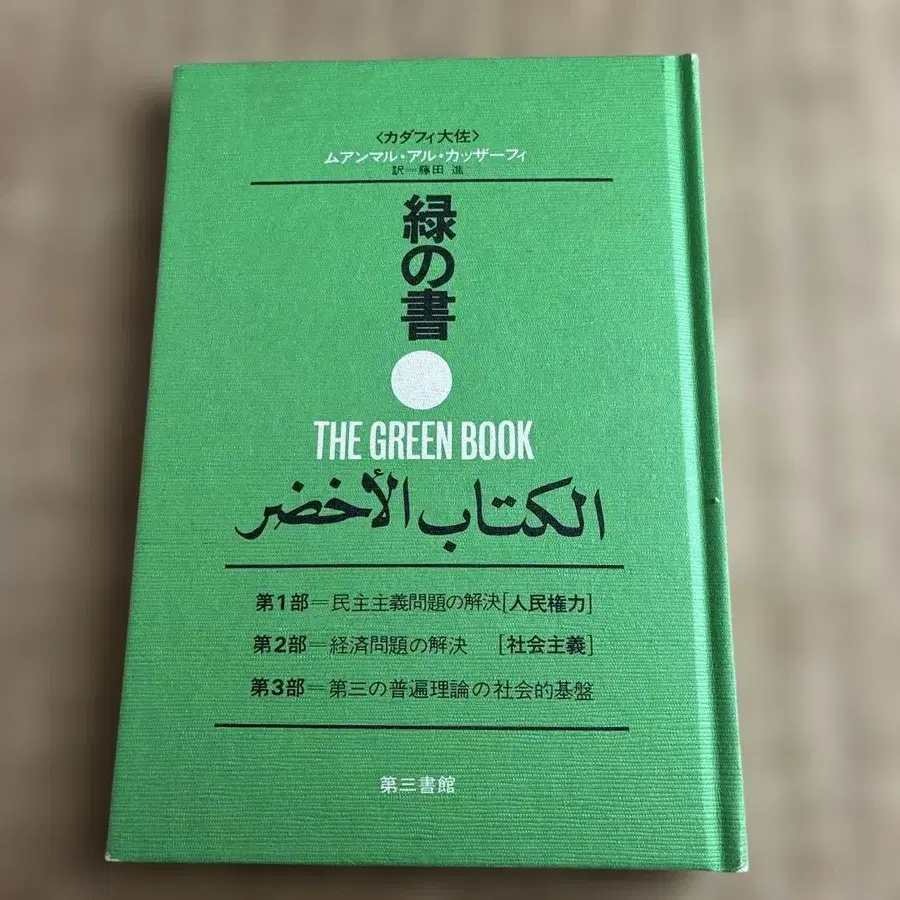 〈カダフィ大佐〉
ムアンマル・アル・カッザーフィ
訳＝藤田 進
緑の書
THE GREEN BOOK
الكتاب الأخضر
第1部＝民主主義問題の解決[人民権力]
第2部＝経済問題の解決 [社会主義]
第3部＝第三の普遍理論の社会的基盤
第三書館